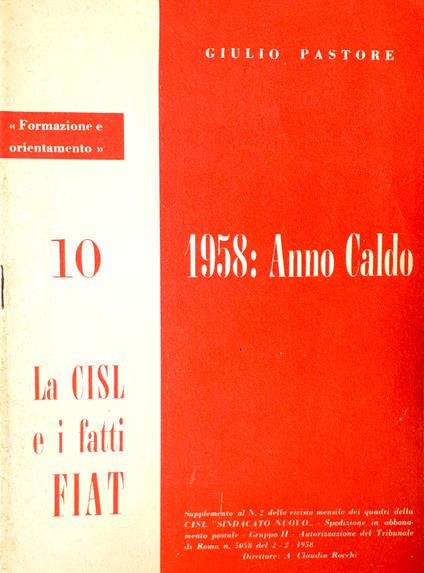 GIULIO PASTORE
« Formazione e
orientamento »
10
1958: Anno Caldo
La CISL
e i fatti
FIAT
Supplemento al N. 2 della rivista mensile dei quadri della
CISL "SINDACATO NUOVO„ - Spedizione in abbona-
mento postale - Gruppo II - Autorizzazione del Tribunale
di Roma n. 5058 del 2 - 2 - 1958
Direttore: A Claudio Rocchi